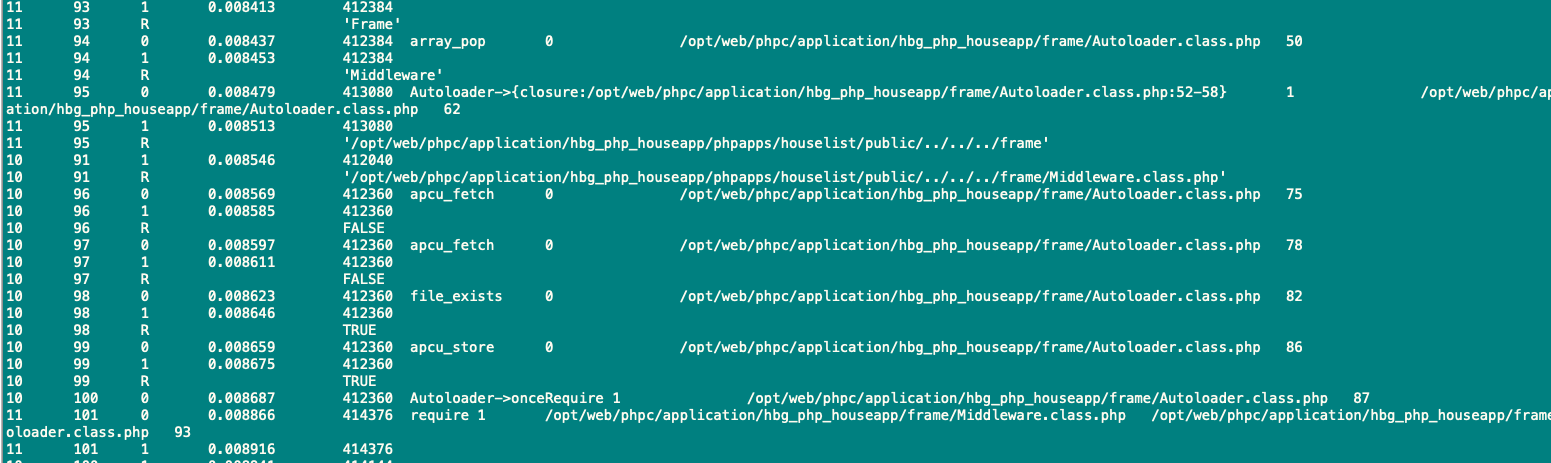 11 93 1 0.008413 412384
11 93 R 'Frame'
11 94 0 0.008437 412384 array_pop 0 /opt/web/phpc/application/hbg_php_houseapp/frame/Autoloader.class.php 50
11 94 1 0.008453 412384
11 94 R 'Middleware'
11 95 0 0.008479 413080 Autoloader->{closure:/opt/web/phpc/application/hbg_php_houseapp/frame/Autoloader.class.php:52-58} 1 /opt/web/phpc/ap
ation/hbg_php_houseapp/frame/Autoloader.class.php 62
11 95 1 0.008513 413080
11 95 R '/opt/web/phpc/application/hbg_php_houseapp/phpapps/houselist/public/../../../frame'
10 91 1 0.008546 412040
10 91 R '/opt/web/phpc/application/hbg_php_houseapp/phpapps/houselist/public/../../../frame/Middleware.class.php'
10 96 0 0.008569 412360 apcu_fetch 0 /opt/web/phpc/application/hbg_php_houseapp/frame/Autoloader.class.php 75
10 96 1 0.008585 412360
10 96 R FALSE
10 97 0 0.008597 412360 apcu_fetch 0 /opt/web/phpc/application/hbg_php_houseapp/frame/Autoloader.class.php 78
10 97 1 0.008611 412360
10 97 R FALSE
10 98 0 0.008623 412360 file_exists 0 /opt/web/phpc/application/hbg_php_houseapp/frame/Autoloader.class.php 82
10 98 1 0.008646 412360
10 98 R TRUE
10 99 0 0.008659 412360 apcu_store 0 /opt/web/phpc/application/hbg_php_houseapp/frame/Autoloader.class.php 86
10 99 1 0.008675 412360
10 99 R TRUE
10 100 0 0.008687 412360 Autoloader->onceRequire 1 /opt/web/phpc/application/hbg_php_houseapp/frame/Autoloader.class.php 87
11 101 0 0.008866 414376 require 1 /opt/web/phpc/application/hbg_php_houseapp/frame/Middleware.class.php /opt/web/phpc/application/hbg_php_houseapp/frame
oloader.class.php 93
11 101 1 0.008916 414376